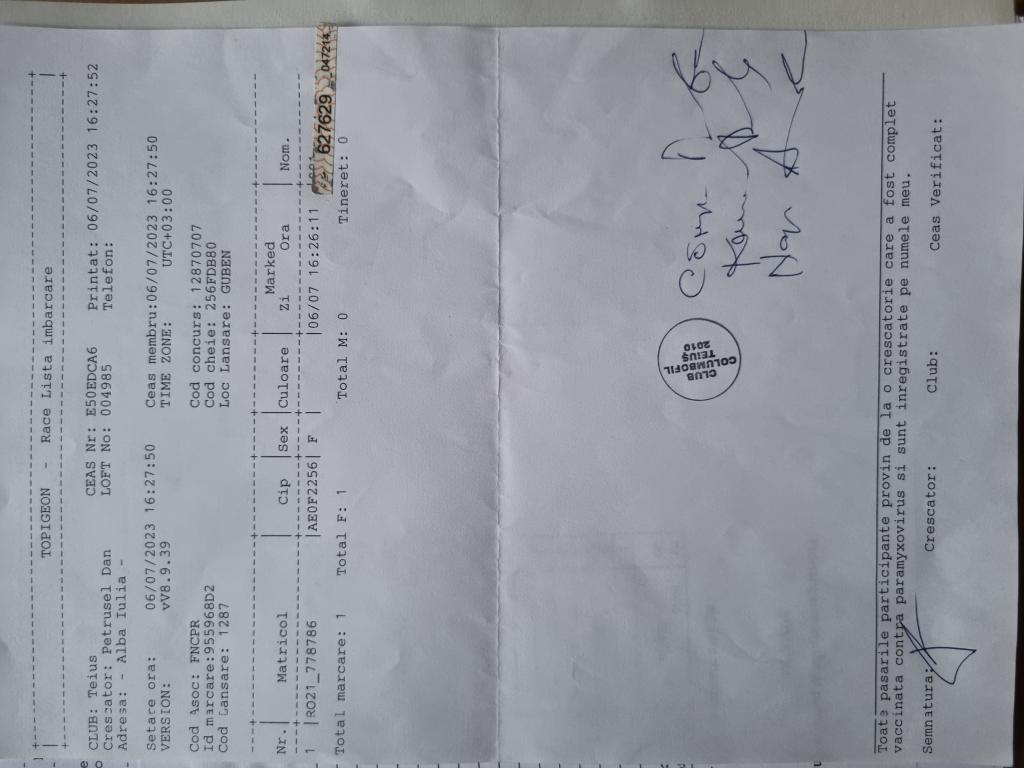 TOPIGEON - Race Lista imbarcare
CLUB: Teius CEAS Nr: E50EDCA6 Printat: 06/07/2023 16:27:52
Crescator: Petrusel Dan LOFT No: 004985 Telefon:
Adresa: - Alba Iulia -
Setare ora: 06/07/2023 16:27:50 Ceas membru:06/07/2023 16:27:50
VERSION: vV8.9.39 TIME ZONE: UTC+03:00
Cod Asoc: FNCPR Cod concurs: 12870707
Id marcare:955968D2 Cod cheie: 256FDB80
Cod Lansare: 1287 Loc Lansare: GUBEN
Marked
Nr.| Matricol | Cip |Sex |Culoare | Zi Ora | Nom.
1 |RO21_778786 |AE0F2256| F | |06/07 16:26:11
627629
047214
Total marcare: 1 Total F: 1 Total M: 0 Tineret: 0
CLUB
COLUMBOFIL
TEIUȘ
2010
Toate pasarile participante provin de la o crescatorie care a fost complet
vaccinata contra paramyxovirus si sunt inregistrate pe numele meu.
Semnatura: Crescator: Club: Ceas Verificat: